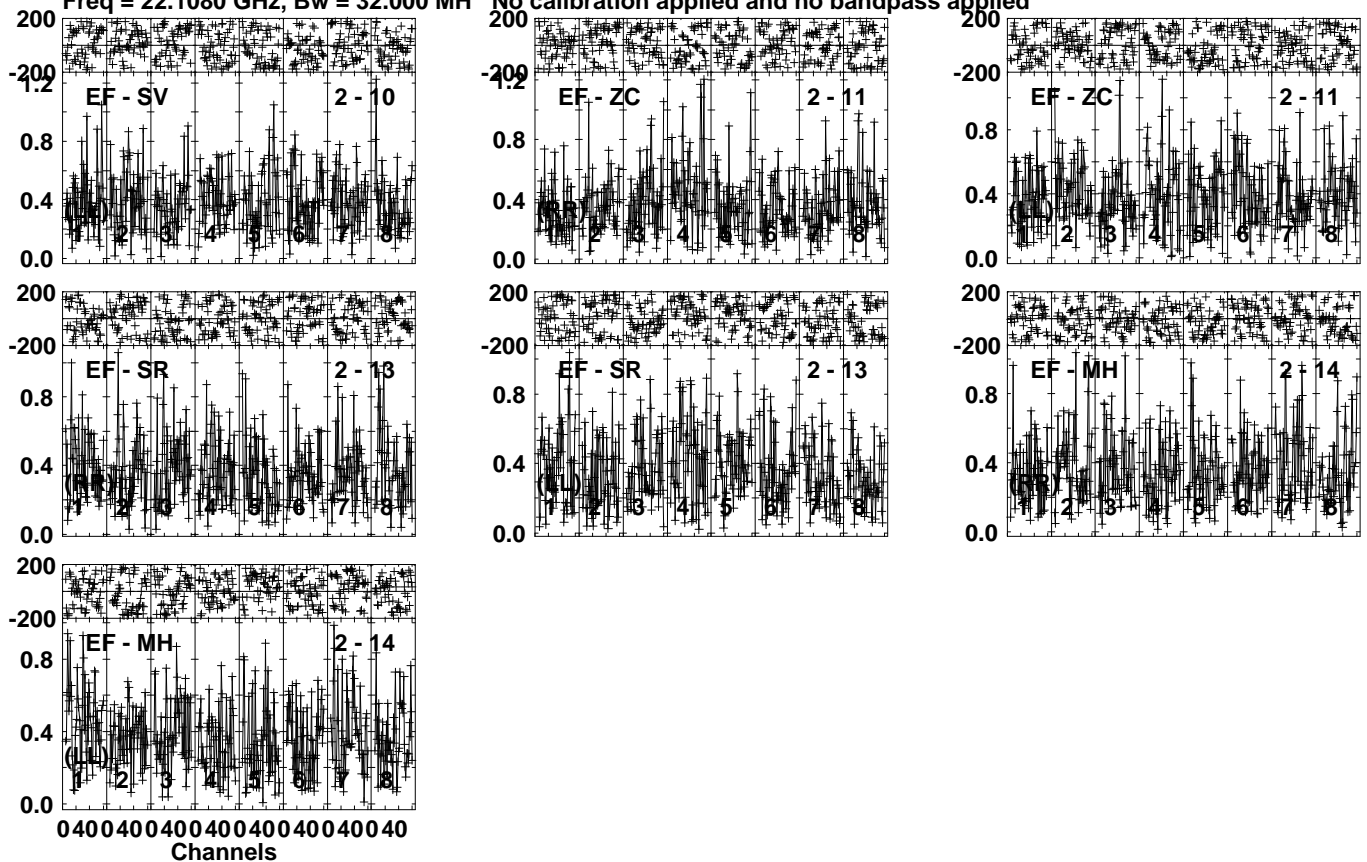 Freq = 22.1080 GHz, Bw = 32.000 MH No calibration applied and no bandpass applied
200
-200
1.2
0.8
0.4
0.0
EF - SV 2 - 10
(LL)
1 2 3 4 5 6 7 8
200
-200
1.2
0.8
0.4
0.0
EF - ZC 2 - 11
(RR)
1 2 3 4 5 6 7 8
200
-200
0.8
0.4
0.0
EF - ZC 2 - 11
(LL)
1 2 3 4 5 6 7 8
200
-200
0.8
0.4
0.0
EF - SR 2 - 13
(RR)
1 2 3 4 5 6 7 8
200
-200
0.8
0.4
0.0
EF - SR 2 - 13
(LL)
1 2 3 4 5 6 7 8
200
-200
0.8
0.4
0.0
EF - MH 2 - 14
(RR)
1 2 3 4 5 6 7 8
200
-200
0.8
0.4
0.0
EF - MH 2 - 14
(LL)
1 2 3 4 5 6 7 8
0 40 0 40 0 40 0 40 0 40 0 40 0 40 0 40
Channels